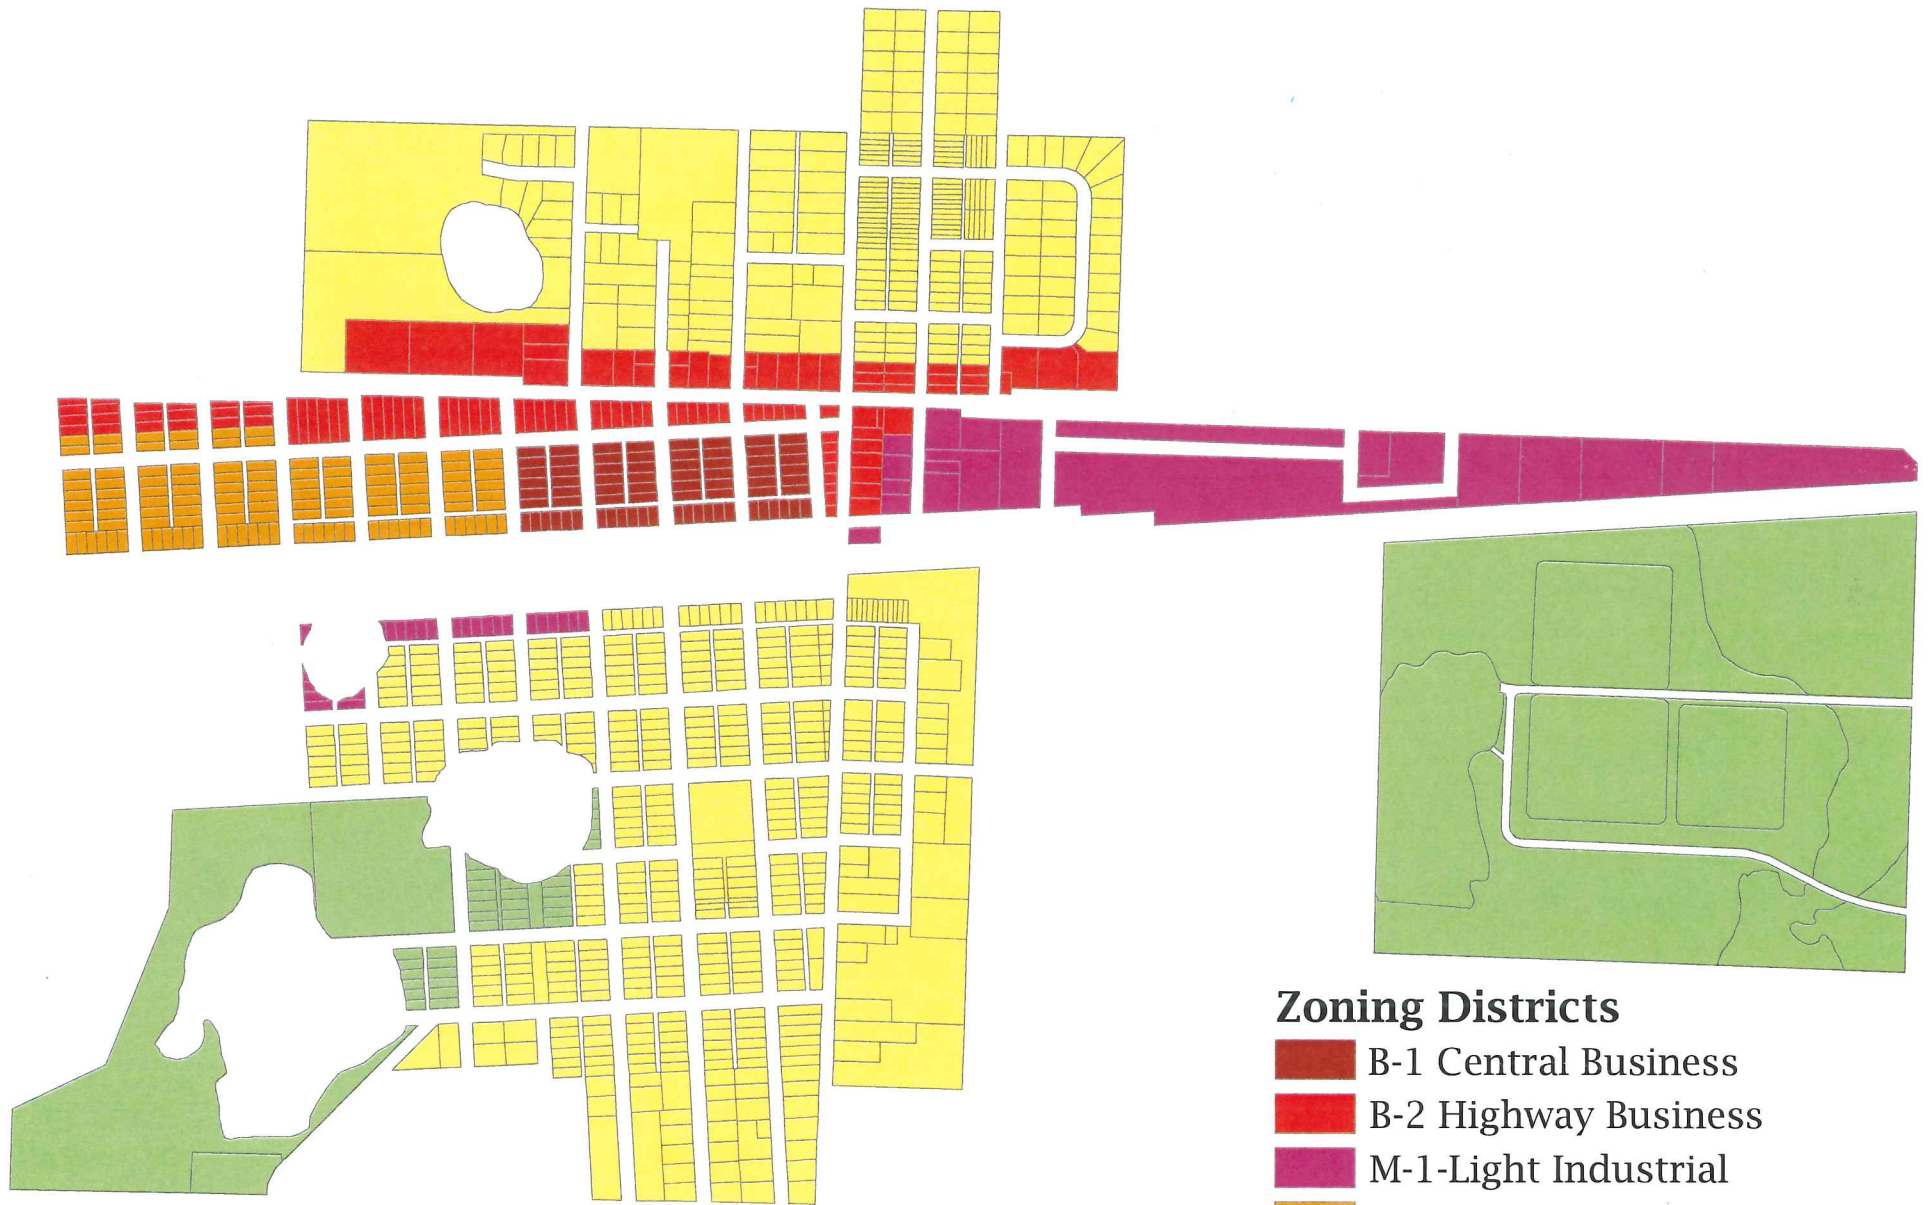 Zoning Districts
B-1 Central Business
B-2 Highway Business
M-1-Light Industrial